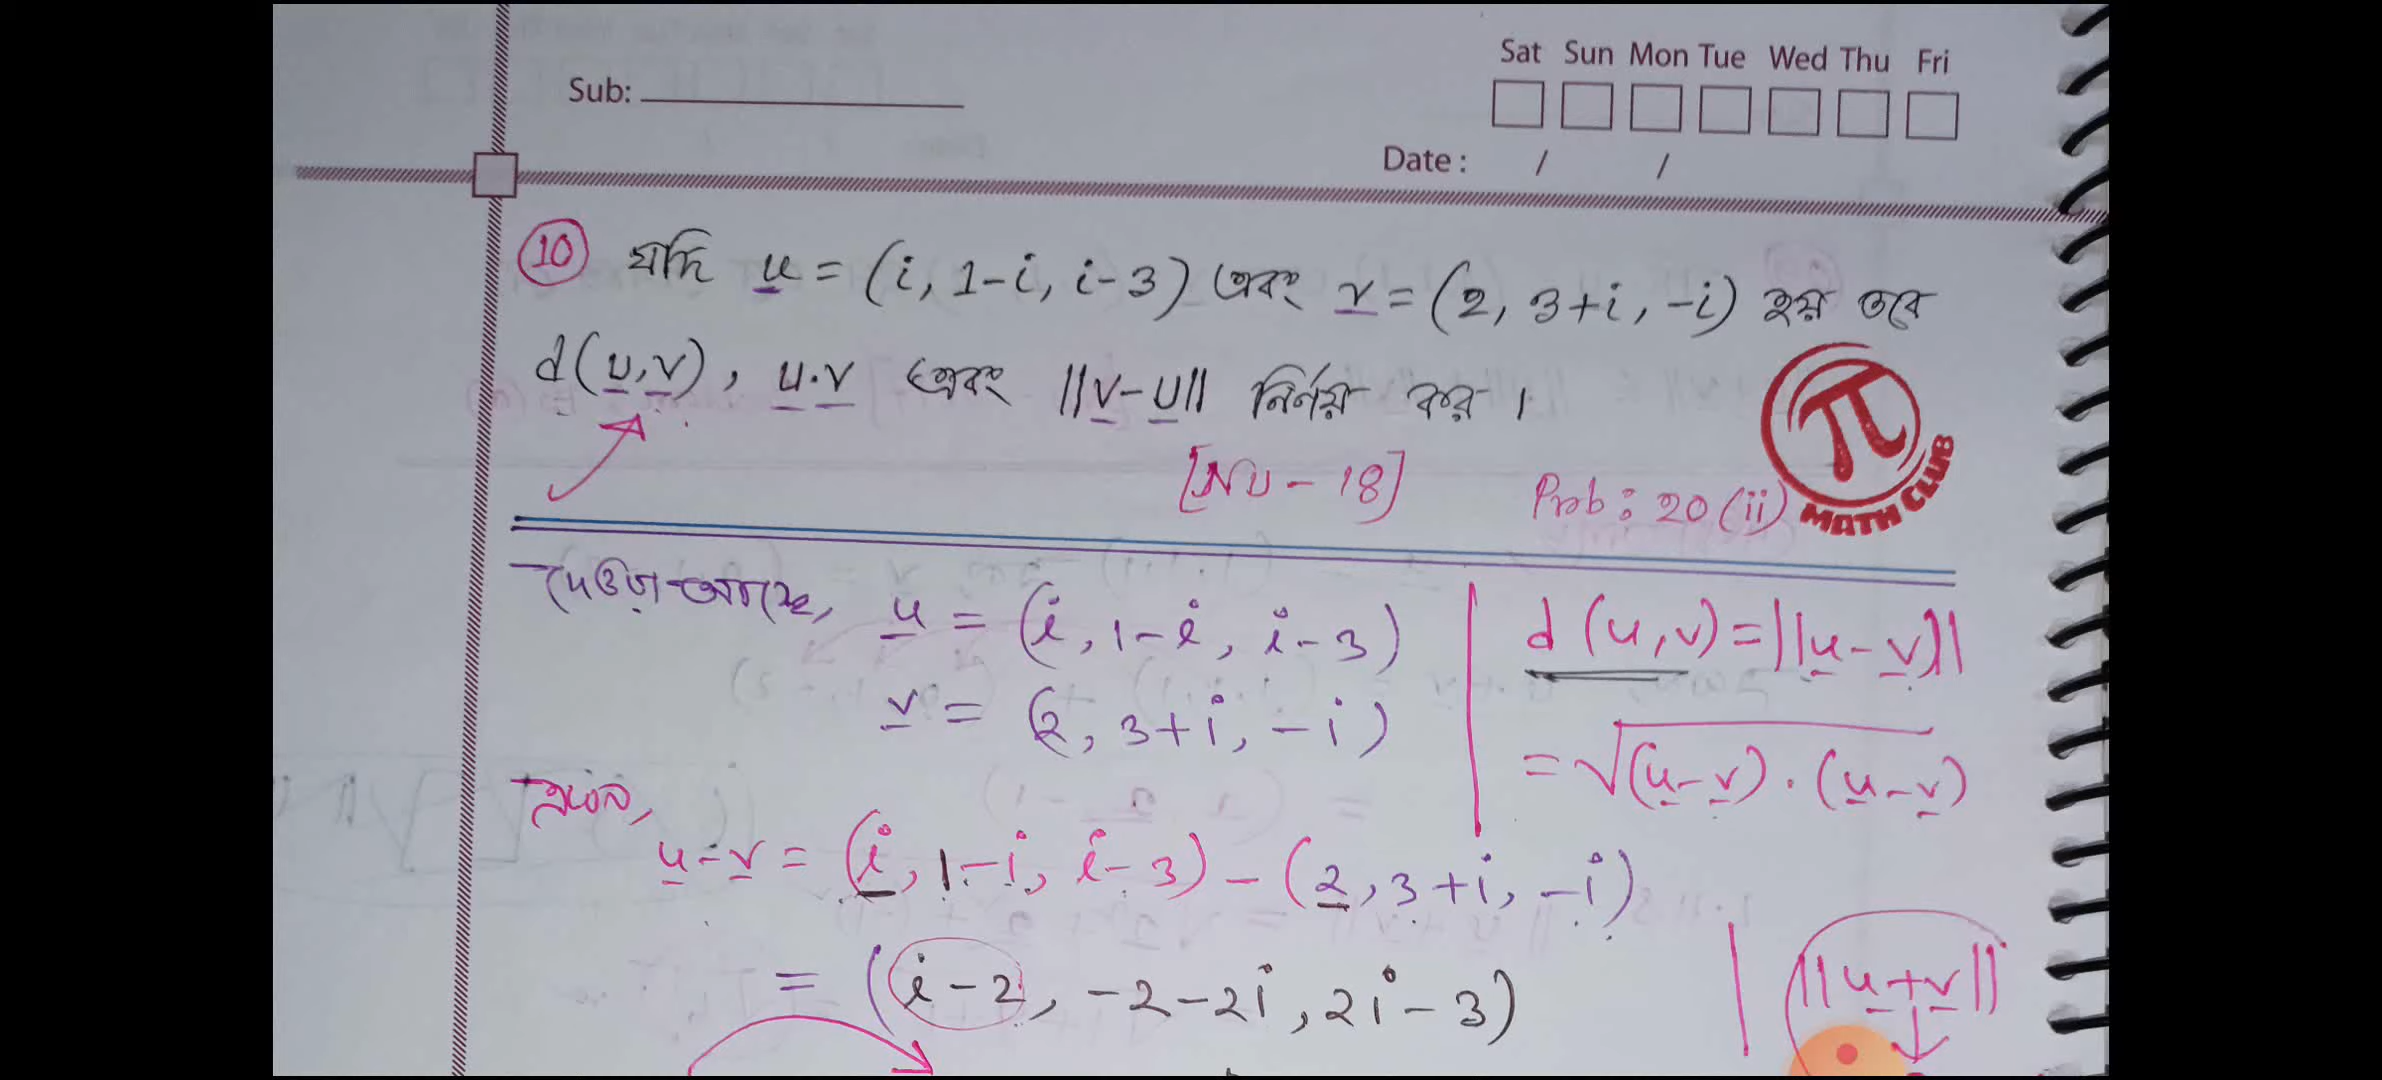 Sat Sun Mon Tue Wed Thu Fri
Sub:
Date : / /
10 যদি u = (i, 1-i, i-3) এবং v = (2, 3+i, -i) হয় তবে
d(u,v), u.v এবং ||v-u|| নির্ণয় কর ।
[NU - 18] Prob: 20 (ii)
π MATH CLUB
দেওয়া আছে, u = (i, 1-i, i-3)
v = (2, 3+i, -i)
d (u,v) = ||u-v||
= √(u-v) . (u-v)
এখন,
u-v = (i, 1-i, i-3) - (2, 3+i, -i)
= (i-2, -2-2i, 2i-3)
||u+v||